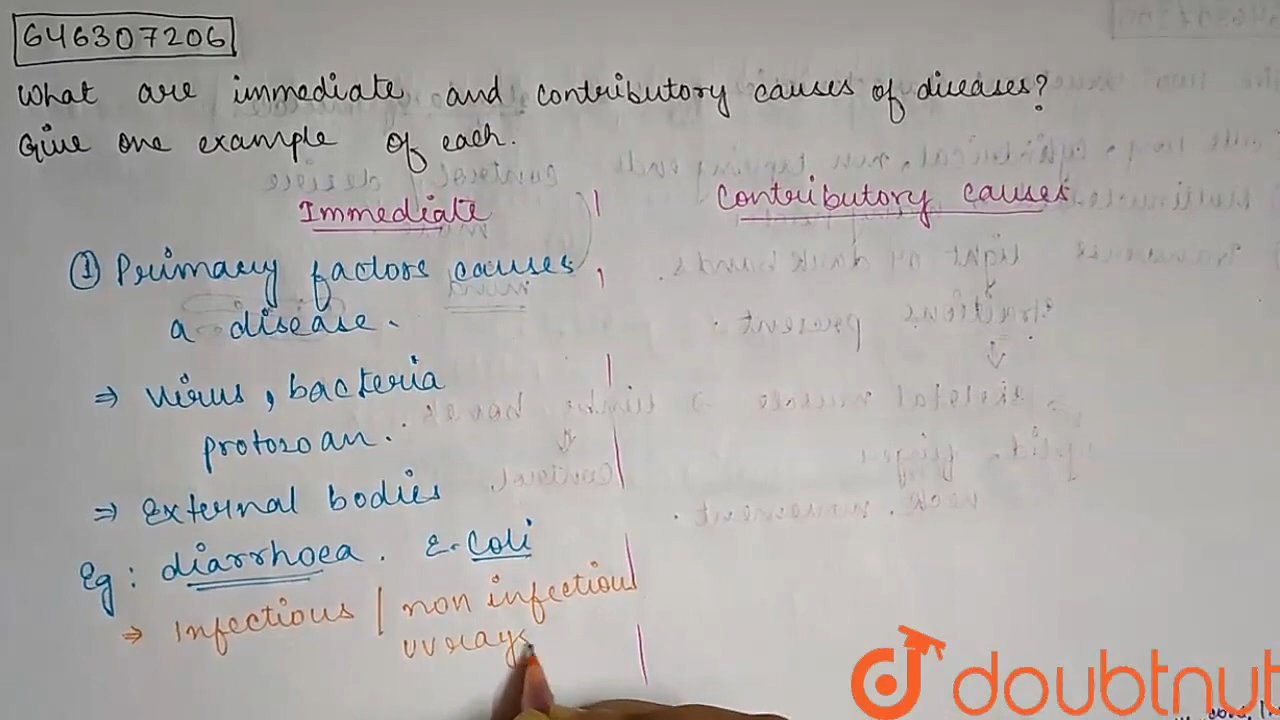 646307206
What are immediate and contributory causes of diseases?
Give one example of each.
Immediate
① Primary factors causes
a disease.
⇒ virus, bacteria
protozoan.
⇒ External bodies
Eg: diarrhoea. E. Coli
⇒ Infectious / non infectious
uv rays
Contributory causes
doubtnut